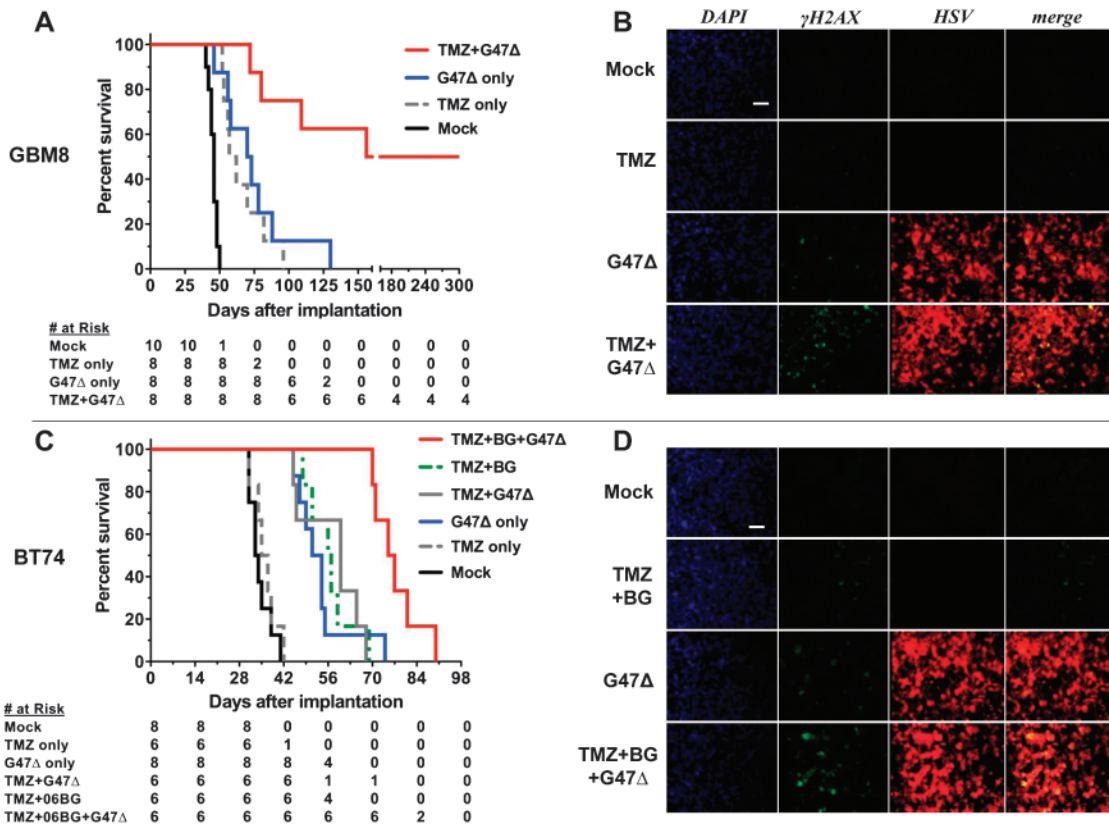 A
GBM8
Percent survival
100
80
60
40
20
0
0 25 50 75 100 125 150 180 240 300
Days after implantation
TMZ+G47Δ
G47Δ only
TMZ only
Mock
# at Risk
Mock 10 10 1 0 0 0 0 0 0 0
TMZ only 8 8 8 2 0 0 0 0 0 0
G47Δ only 8 8 8 8 6 2 0 0 0 0
TMZ+G47Δ 8 8 8 8 6 6 6 4 4 4
B
DAPI γH2AX HSV merge
Mock
TMZ
G47Δ
TMZ+
G47Δ
C
BT74
Percent survival
100
80
60
40
20
0
0 14 28 42 56 70 84 98
Days after implantation
TMZ+BG+G47Δ
TMZ+BG
TMZ+G47Δ
G47Δ only
TMZ only
Mock
# at Risk
Mock 8 8 8 0 0 0 0 0
TMZ only 6 6 6 1 0 0 0 0
G47Δ only 8 8 8 8 4 0 0 0
TMZ+G47Δ 6 6 6 6 1 1 0 0
TMZ+06BG 6 6 6 6 4 0 0 0
TMZ+06BG+G47Δ 6 6 6 6 6 6 2 0
D
Mock
TMZ
+BG
G47Δ
TMZ+BG
+G47Δ